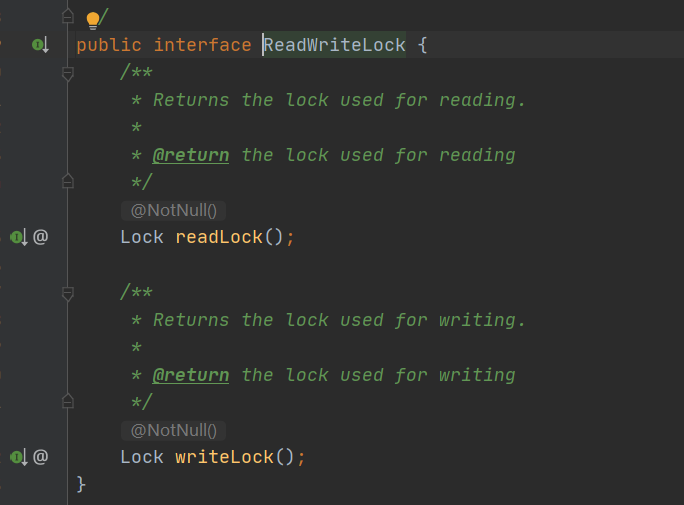 */
public interface ReadWriteLock {
/**
* Returns the lock used for reading.
*
* @return the lock used for reading
*/
@NotNull()
Lock readLock();
/**
* Returns the lock used for writing.
*
* @return the lock used for writing
*/
@NotNull()
Lock writeLock();
}